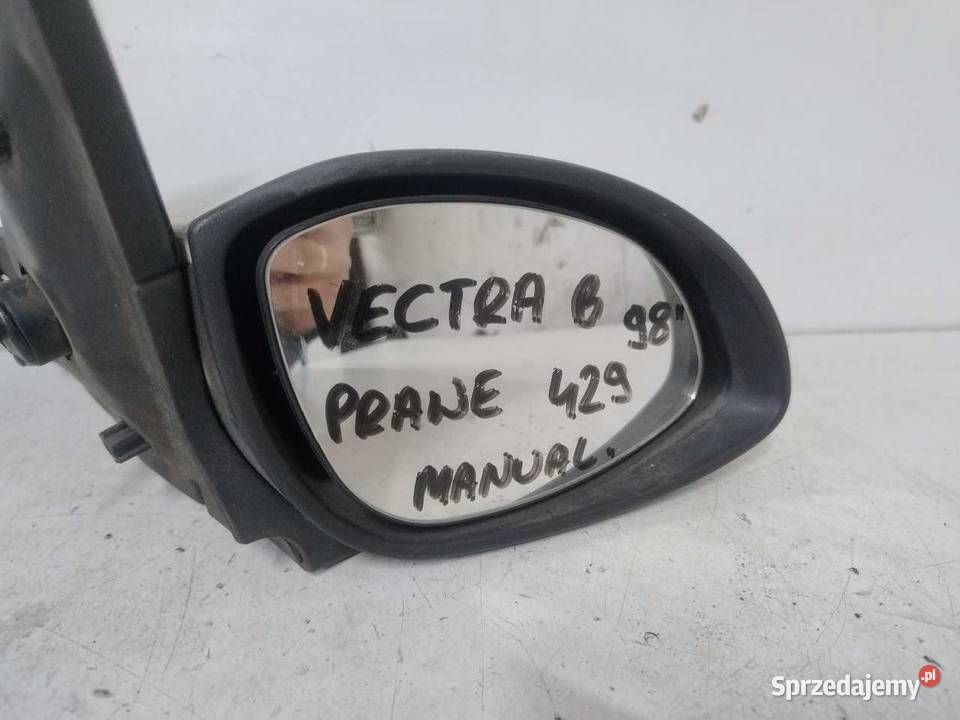 VECTRA B 98"
PRAWE 429
MANUAL.
Sprzedajemy.pl